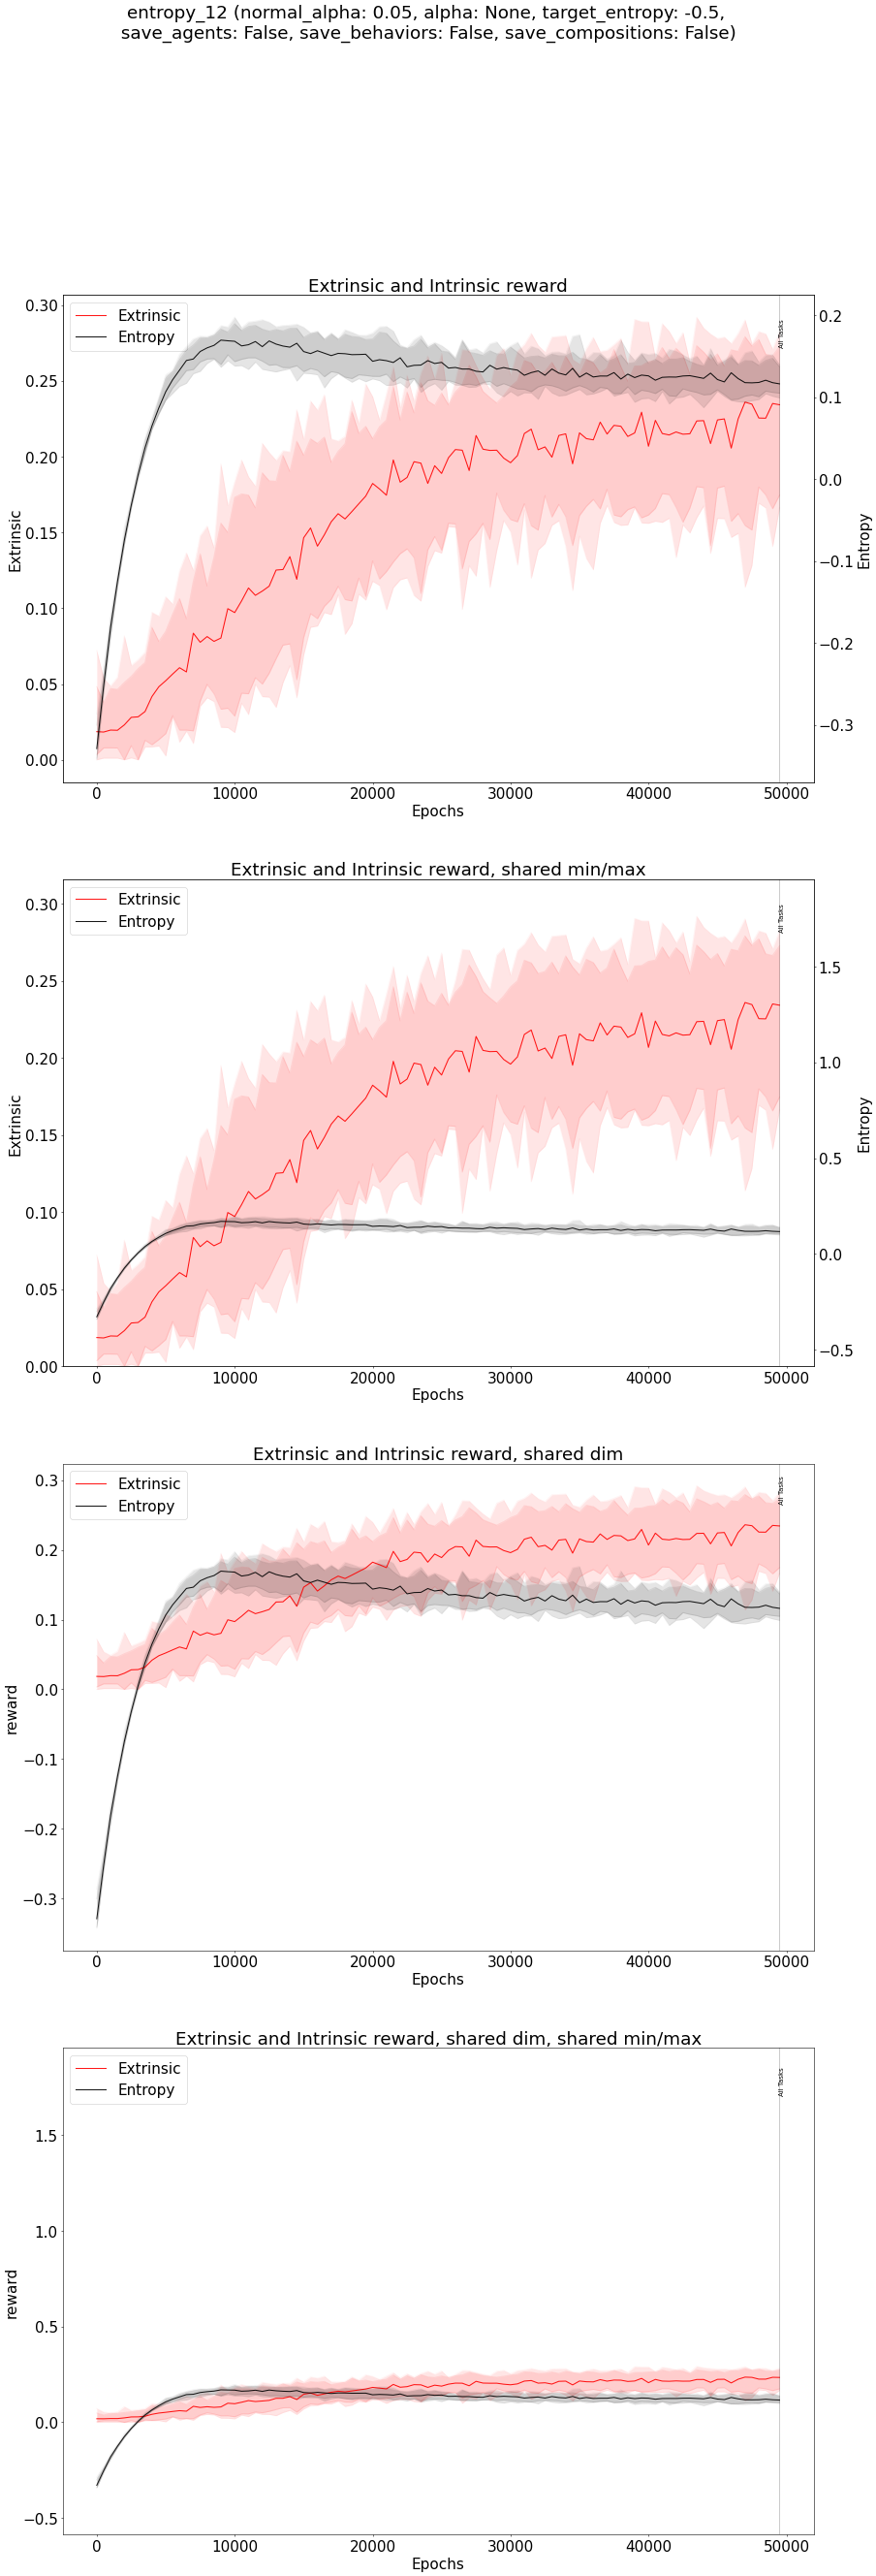 entropy_12 (normal_alpha: 0.05, alpha: None, target_entropy: -0.5,
save_agents: False, save_behaviors: False, save_compositions: False)
Extrinsic and Intrinsic reward
Extrinsic
Entropy
All Tasks
0.30
0.25
0.20
0.15
0.10
0.05
0.00
Extrinsic
0.2
0.1
0.0
−0.1
−0.2
−0.3
Entropy
0 10000 20000 30000 40000 50000
Epochs
Extrinsic and Intrinsic reward, shared min/max
Extrinsic
Entropy
All Tasks
0.30
0.25
0.20
0.15
0.10
0.05
0.00
Extrinsic
1.5
1.0
0.5
0.0
−0.5
Entropy
0 10000 20000 30000 40000 50000
Epochs
Extrinsic and Intrinsic reward, shared dim
Extrinsic
Entropy
All Tasks
0.3
0.2
0.1
0.0
−0.1
−0.2
−0.3
reward
0 10000 20000 30000 40000 50000
Epochs
Extrinsic and Intrinsic reward, shared dim, shared min/max
Extrinsic
Entropy
All Tasks
1.5
1.0
0.5
0.0
−0.5
reward
0 10000 20000 30000 40000 50000
Epochs